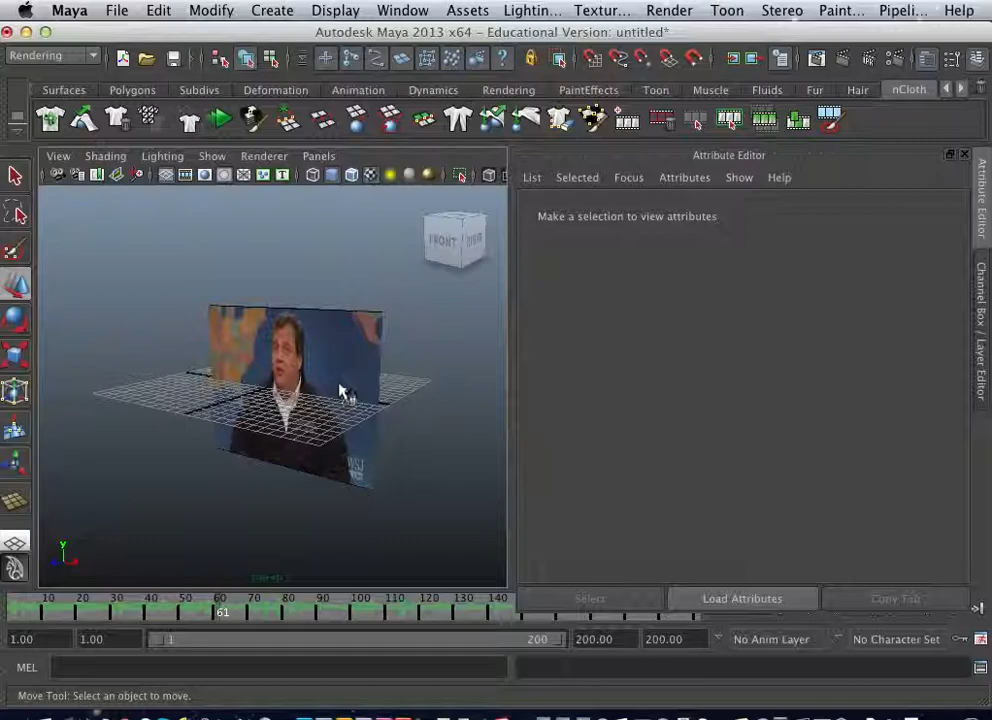 Maya File Edit Modify Create Display Window Assets Lightin... Textur... Render Toon Stereo Paint... Pipeli... Help
Autodesk Maya 2013 x64 - Educational Version: untitled*
Rendering
Surfaces Polygons Subdivs Deformation Animation Dynamics Rendering PaintEffects Toon Muscle Fluids Fur Hair nCloth
View Shading Lighting Show Renderer Panels
Attribute Editor
List Selected Focus Attributes Show Help
Make a selection to view attributes
FRONT
WSJ
y
Attribute Editor
Channel Box / Layer Editor
10 20 30 40 50 60 70 80 90 100 110 120 130 140
61
Select Load Attributes Copy Tab
1.00 1.00 1 200 200.00 200.00 No Anim Layer No Character Set
MEL
Move Tool: Select an object to move.